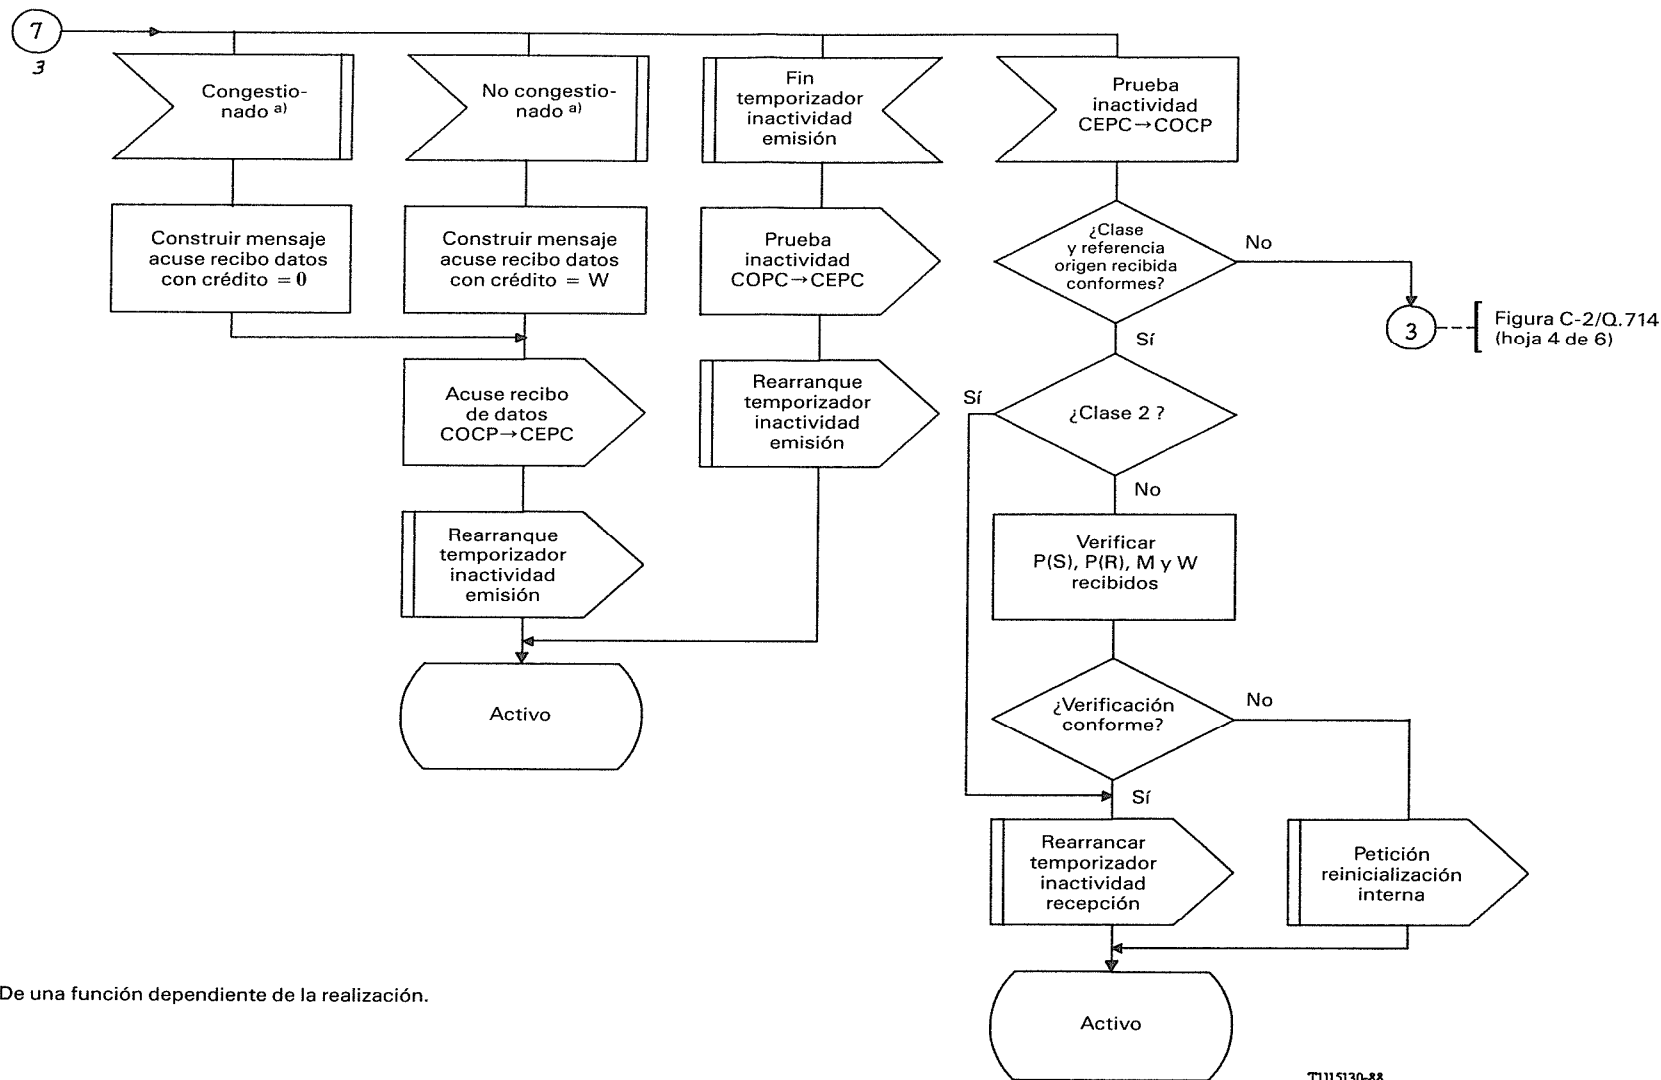 7
3
Congestio-
nado a)
No congestio-
nado a)
Fin
temporizador
inactividad
emisión
Prueba
inactividad
CEPC→COCP
Construir mensaje
acuse recibo datos
con crédito = 0
Construir mensaje
acuse recibo datos
con crédito = W
Prueba
inactividad
COPC→CEPC
¿Clase
y referencia
origen recibida
conformes?
No
3
Figura C-2/Q.714
(hoja 4 de 6)
Sí
Acuse recibo
de datos
COCP→CEPC
Rearranque
temporizador
inactividad
emisión
Sí
¿Clase 2 ?
No
Rearranque
temporizador
inactividad
emisión
Verificar
P(S), P(R), M y W
recibidos
Activo
¿Verificación
conforme?
No
Sí
Rearrancar
temporizador
inactividad
recepción
Petición
reinicialización
interna
De una función dependiente de la realización.
Activo
T1115130-88